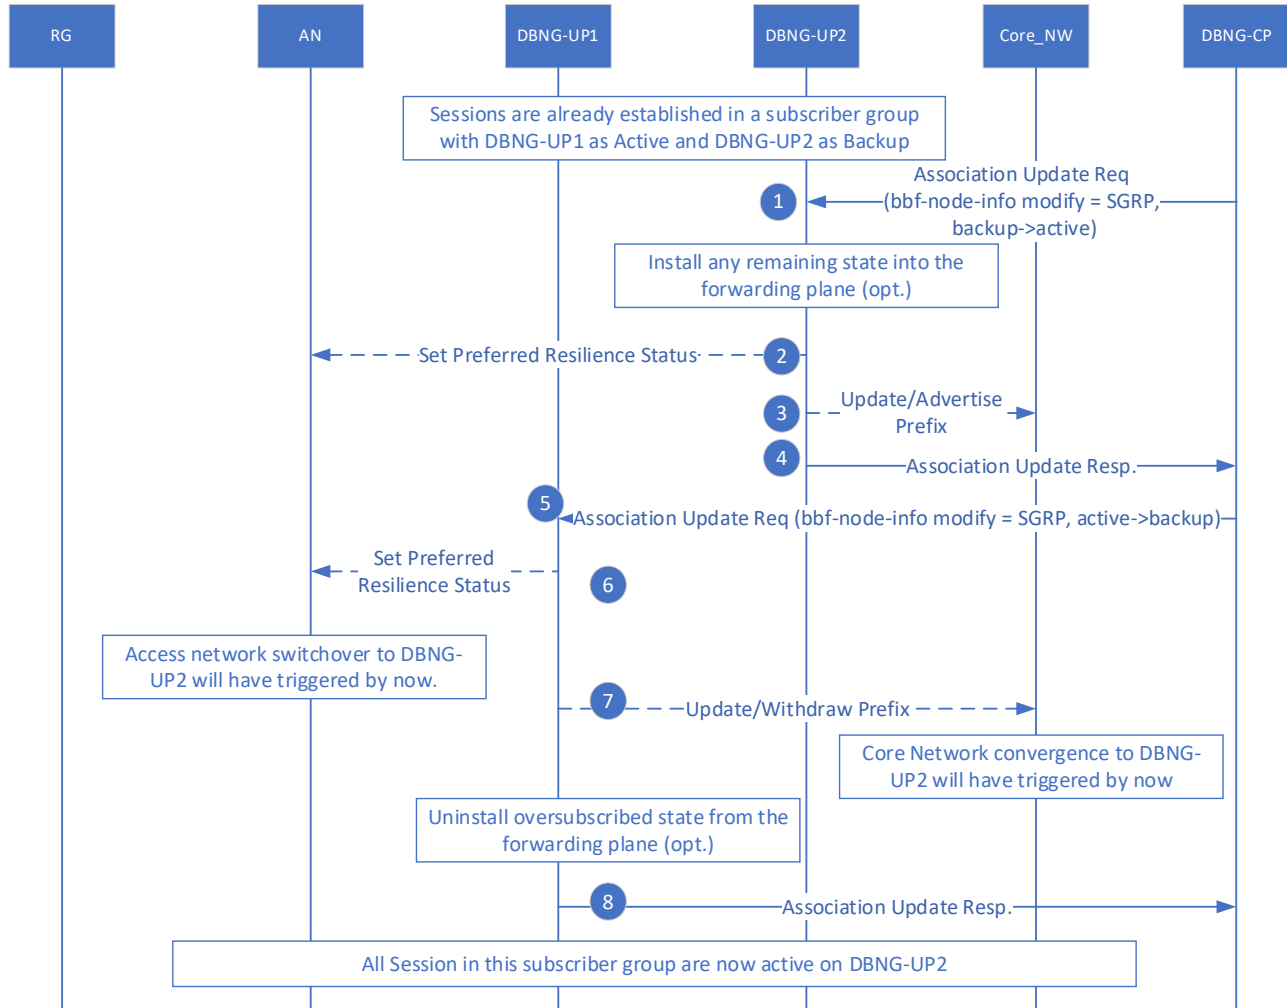 RG
AN
DBNG-UP1
DBNG-UP2
Core_NW
DBNG-CP
Sessions are already established in a subscriber group
with DBNG-UP1 as Active and DBNG-UP2 as Backup
Association Update Req
(bbf-node-info modify = SGRP,
backup->active)
1
Install any remaining state into the
forwarding plane (opt.)
Set Preferred Resilience Status
2
3
Update/Advertise
Prefix
4
Association Update Resp.
5
Association Update Req (bbf-node-info modify = SGRP, active->backup)
Set Preferred
Resilience Status
6
Access network switchover to DBNG-
UP2 will have triggered by now.
7
Update/Withdraw Prefix
Core Network convergence to DBNG-
UP2 will have triggered by now
Uninstall oversubscribed state from the
forwarding plane (opt.)
8
Association Update Resp.
All Session in this subscriber group are now active on DBNG-UP2